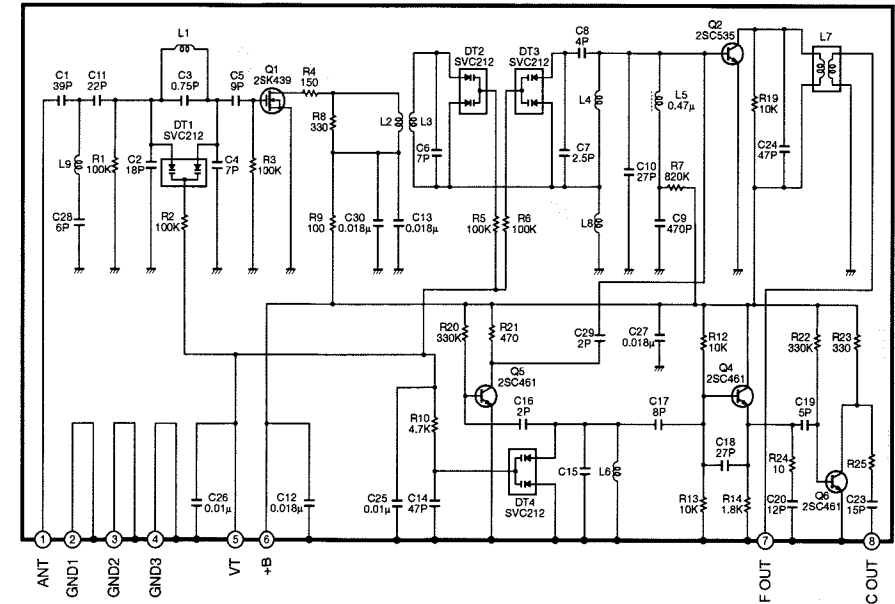 L1
C1
39P
C11
22P
C3
0.75P
C5
9P
Q1
2SK439
R4
150
DT1
SVC212
L9
R1
100K
C2
18P
C4
7P
R3
100K
C28
6P
R2
100K
R8
330
L2
L3
R9
100
C30
0.018μ
C13
0.018μ
DT2
SVC212
DT3
SVC212
C8
4P
C6
7P
R5
100K
R6
100K
L4
C7
2.5P
L8
C10
27P
L5
0.47μ
R7
820K
C9
470P
Q2
2SC535
R19
10K
C24
47P
L7
R20
330K
R21
470
C29
2P
C27
0.018μ
R12
10K
Q4
2SC461
R22
330K
R23
330
Q5
2SC461
C16
2P
C17
8P
C19
5P
R10
4.7K
C18
27P
R24
10
R25
C15
L6
DT4
SVC212
C26
0.01μ
C12
0.018μ
C25
0.01μ
C14
47P
R13
10K
R14
1.8K
C20
12P
Q6
2SC461
C23
15P
1
2
3
4
5
6
7
8
ANT
GND1
GND2
GND3
VT
+B
F OUT
C OUT